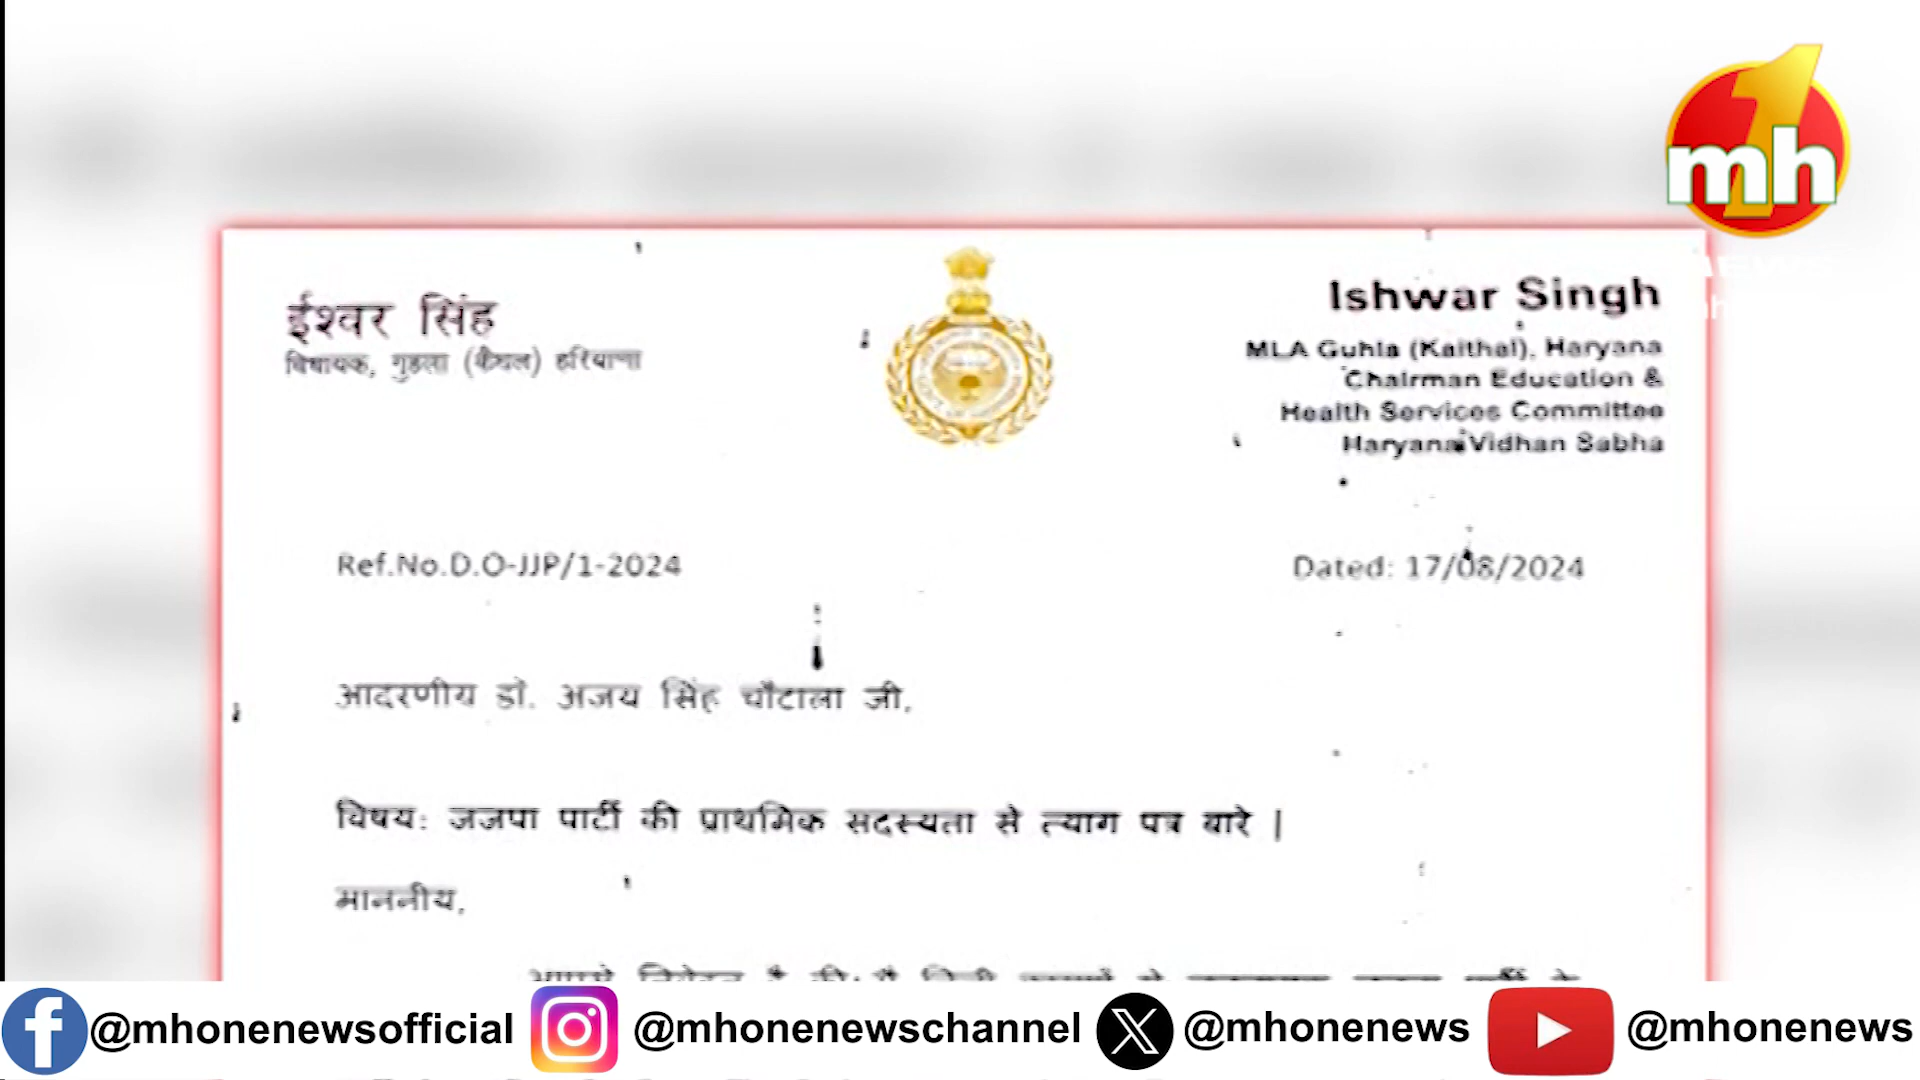 1
mh
ईश्वर सिंह
विधायक, गुहला (कैथल) हरियाणा
Ishwar Singh
MLA Guhla (Kaithal), Haryana
Chairman Education &
Health Services Committee
Haryana Vidhan Sabha
Ref.No.D.O-JJP/1-2024
Dated: 17/08/2024
आदरणीय डॉ. अजय सिंह चौटाला जी,
विषय: जजपा पार्टी की प्राथमिक सदस्यता से त्याग पत्र बारे |
माननीय,
@mhonenewsofficial
@mhonenewschannel
@mhonenews
@mhonenews